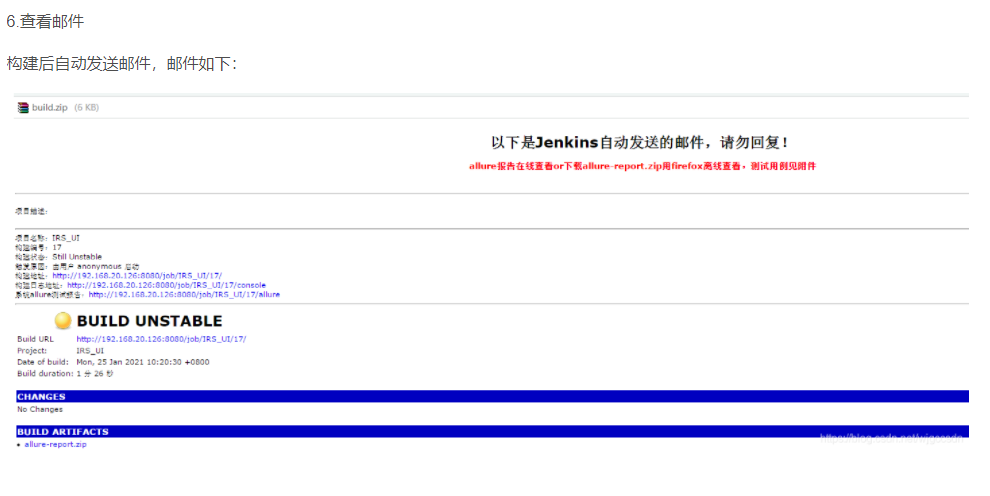 6.查看邮件
构建后自动发送邮件，邮件如下：
build.zip (6 KB)
以下是Jenkins自动发送的邮件，请勿回复！
allure报告在线查看or下载allure-report.zip用firefox离线查看，测试用例见附件
项目描述：
项目名称：IRS_UI
构建编号：17
构建状态：Still Unstable
触发原因：由用户 anonymous 启动
构建地址：http://192.168.20.126:8080/job/IRS_UI/17/
构建日志地址：http://192.168.20.126:8080/job/IRS_UI/17/console
系统allure测试报告：http://192.168.20.126:8080/job/IRS_UI/17/allure
BUILD UNSTABLE
Build URL http://192.168.20.126:8080/job/IRS_UI/17/
Project: IRS_UI
Date of build: Mon, 25 Jan 2021 10:20:30 +0800
Build duration: 1 分 26 秒
CHANGES
No Changes
BUILD ARTIFACTS
• allure-report.zip